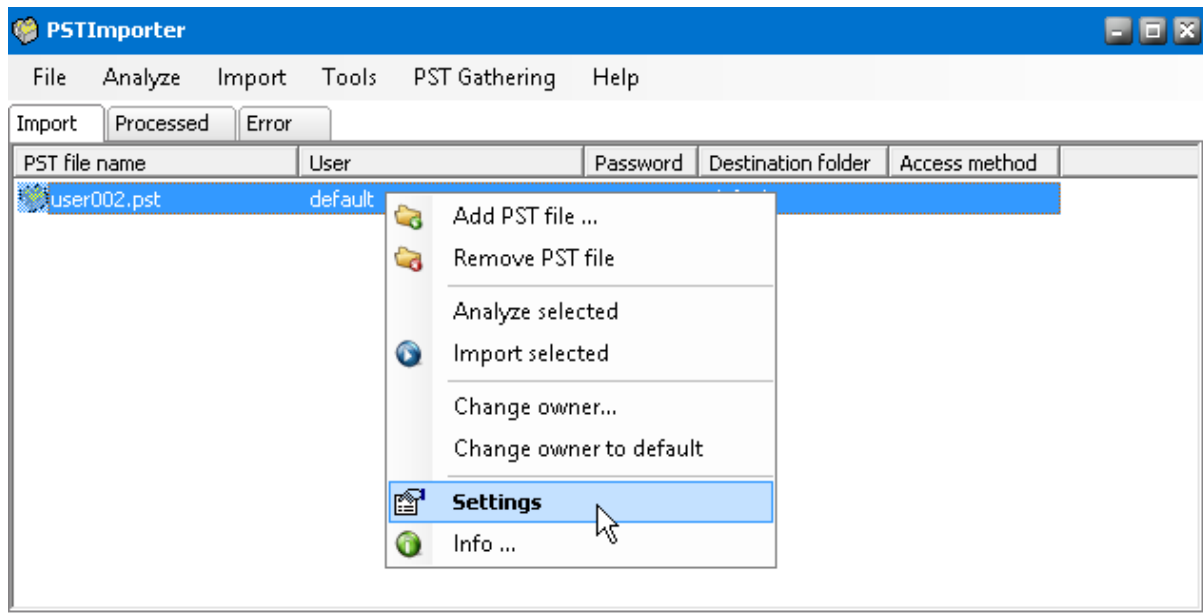 PSTImporter
File Analyze Import Tools PST Gathering Help
Import Processed Error
PST file name User Password Destination folder Access method
user002.pst default
Add PST file ...
Remove PST file
Analyze selected
Import selected
Change owner...
Change owner to default
Settings
Info ...